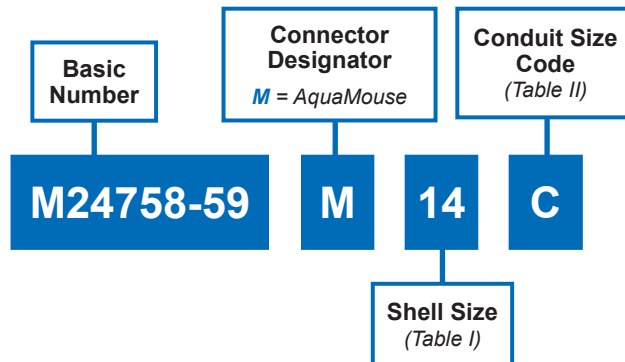 Basic
Number
Connector
Designator
M = AquaMouse
Conduit Size
Code
(Table II)
M24758-59
M
14
C
Shell Size
(Table I)